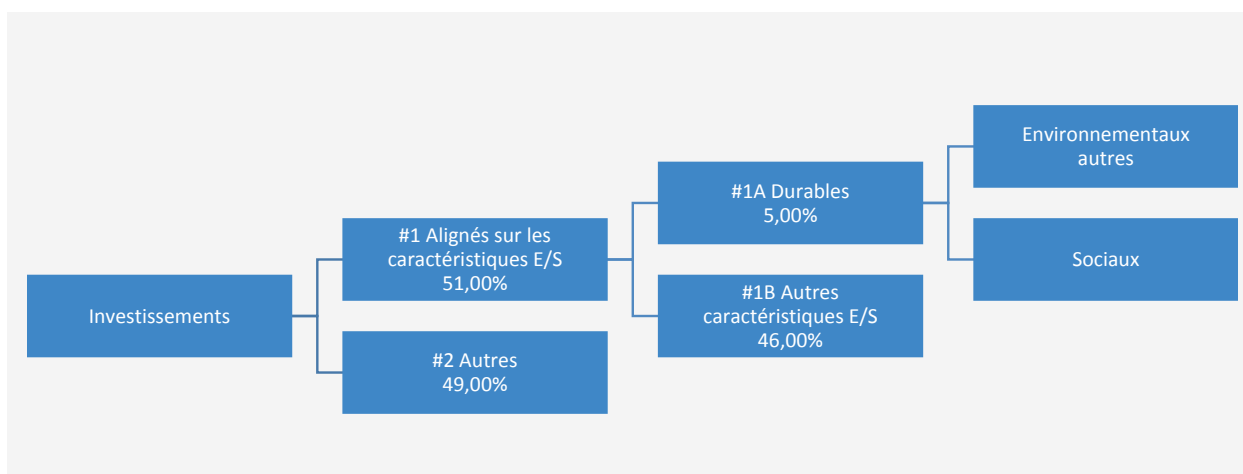 Investissements
#1 Alignés sur les
caractéristiques E/S
51,00%
#2 Autres
49,00%
#1A Durables
5,00%
#1B Autres
caractéristiques E/S
46,00%
Environnementaux
autres
Sociaux